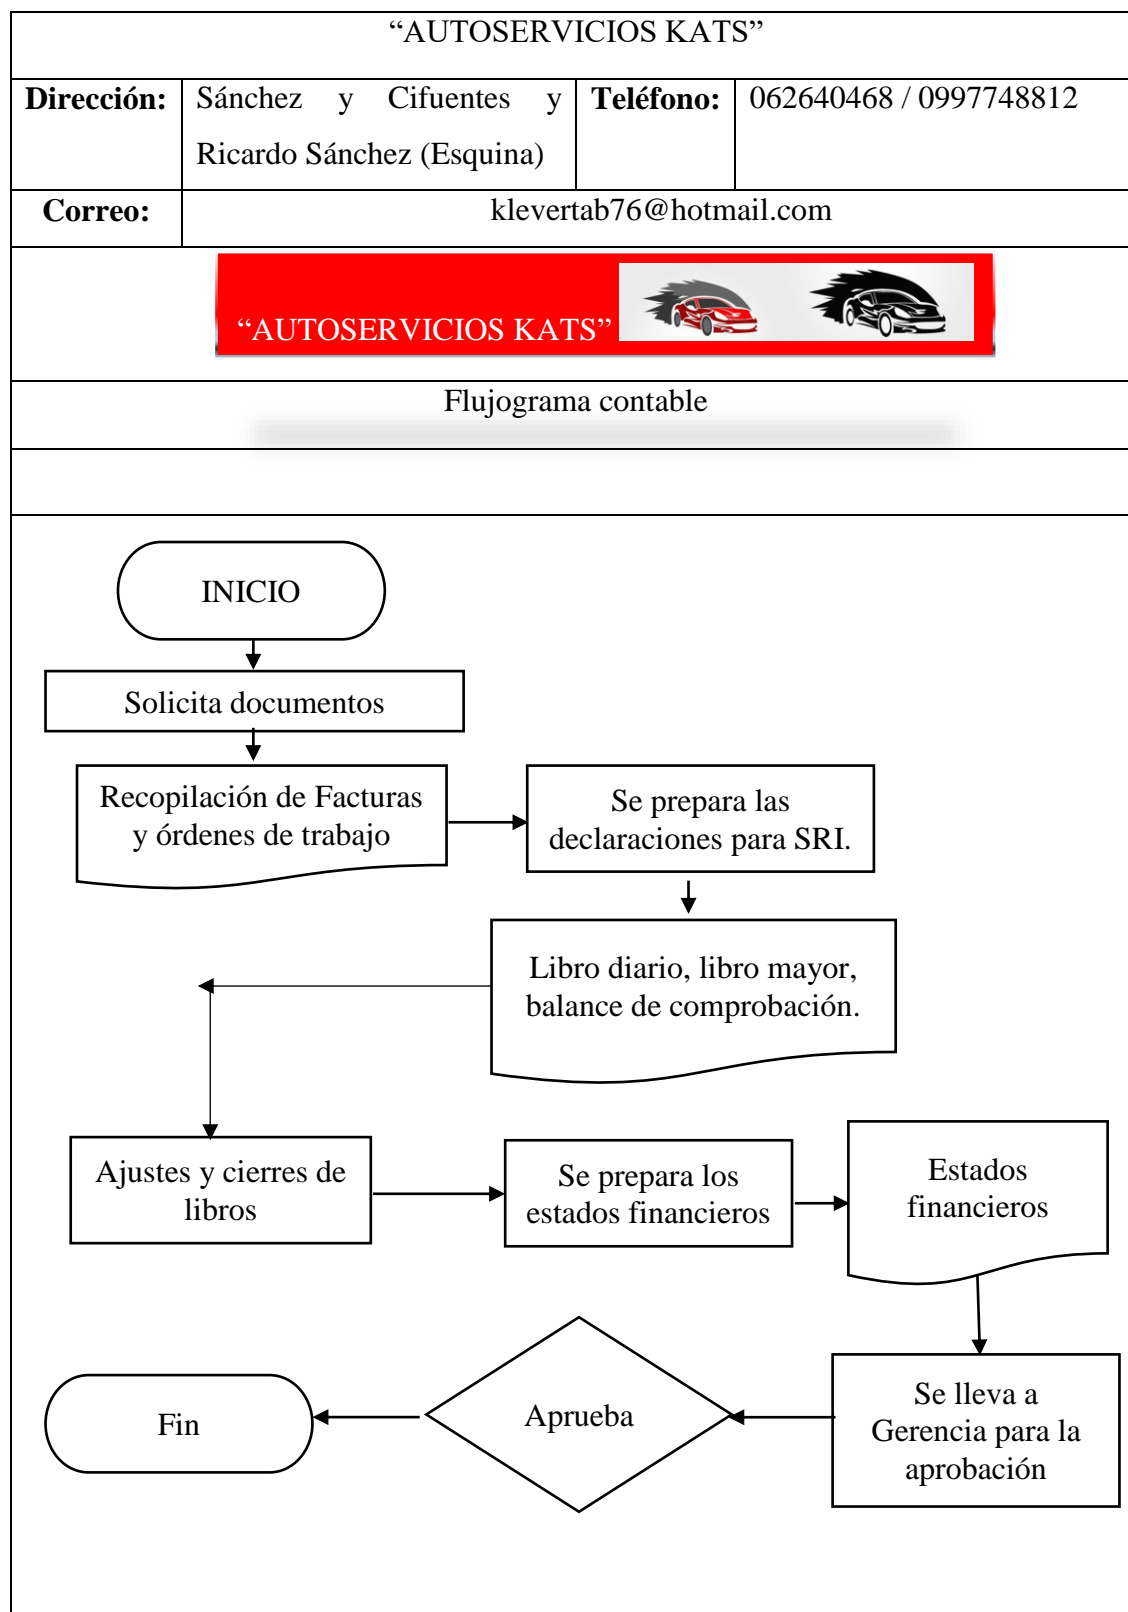 “AUTOSERVICIOS KATS”
Dirección: Sánchez y Cifuentes y Ricardo Sánchez (Esquina) Teléfono: 062640468 / 0997748812
Correo: klevertab76@hotmail.com
“AUTOSERVICIOS KATS”
Flujograma contable
INICIO
Solicita documentos
Recopilación de Facturas
y órdenes de trabajo
Se prepara las
declaraciones para SRI.
Libro diario, libro mayor,
balance de comprobación.
Ajustes y cierres de
libros
Se prepara los
estados financieros
Estados
financieros
Se lleva a
Gerencia para la
aprobación
Aprueba
Fin